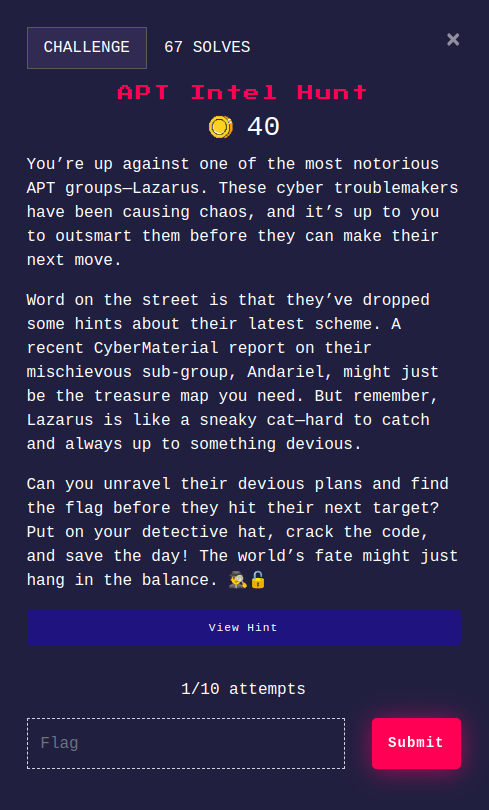 CHALLENGE 67 SOLVES ×
APT Intel Hunt
40
You’re up against one of the most notorious
APT groups—Lazarus. These cyber troublemakers
have been causing chaos, and it’s up to you
to outsmart them before they can make their
next move.
Word on the street is that they’ve dropped
some hints about their latest scheme. A
recent CyberMaterial report on their
mischievous sub-group, Andariel, might just
be the treasure map you need. But remember,
Lazarus is like a sneaky cat—hard to catch
and always up to something devious.
Can you unravel their devious plans and find
the flag before they hit their next target?
Put on your detective hat, crack the code,
and save the day! The world’s fate might just
hang in the balance. 🕵️🔓
View Hint
1/10 attempts
Flag Submit